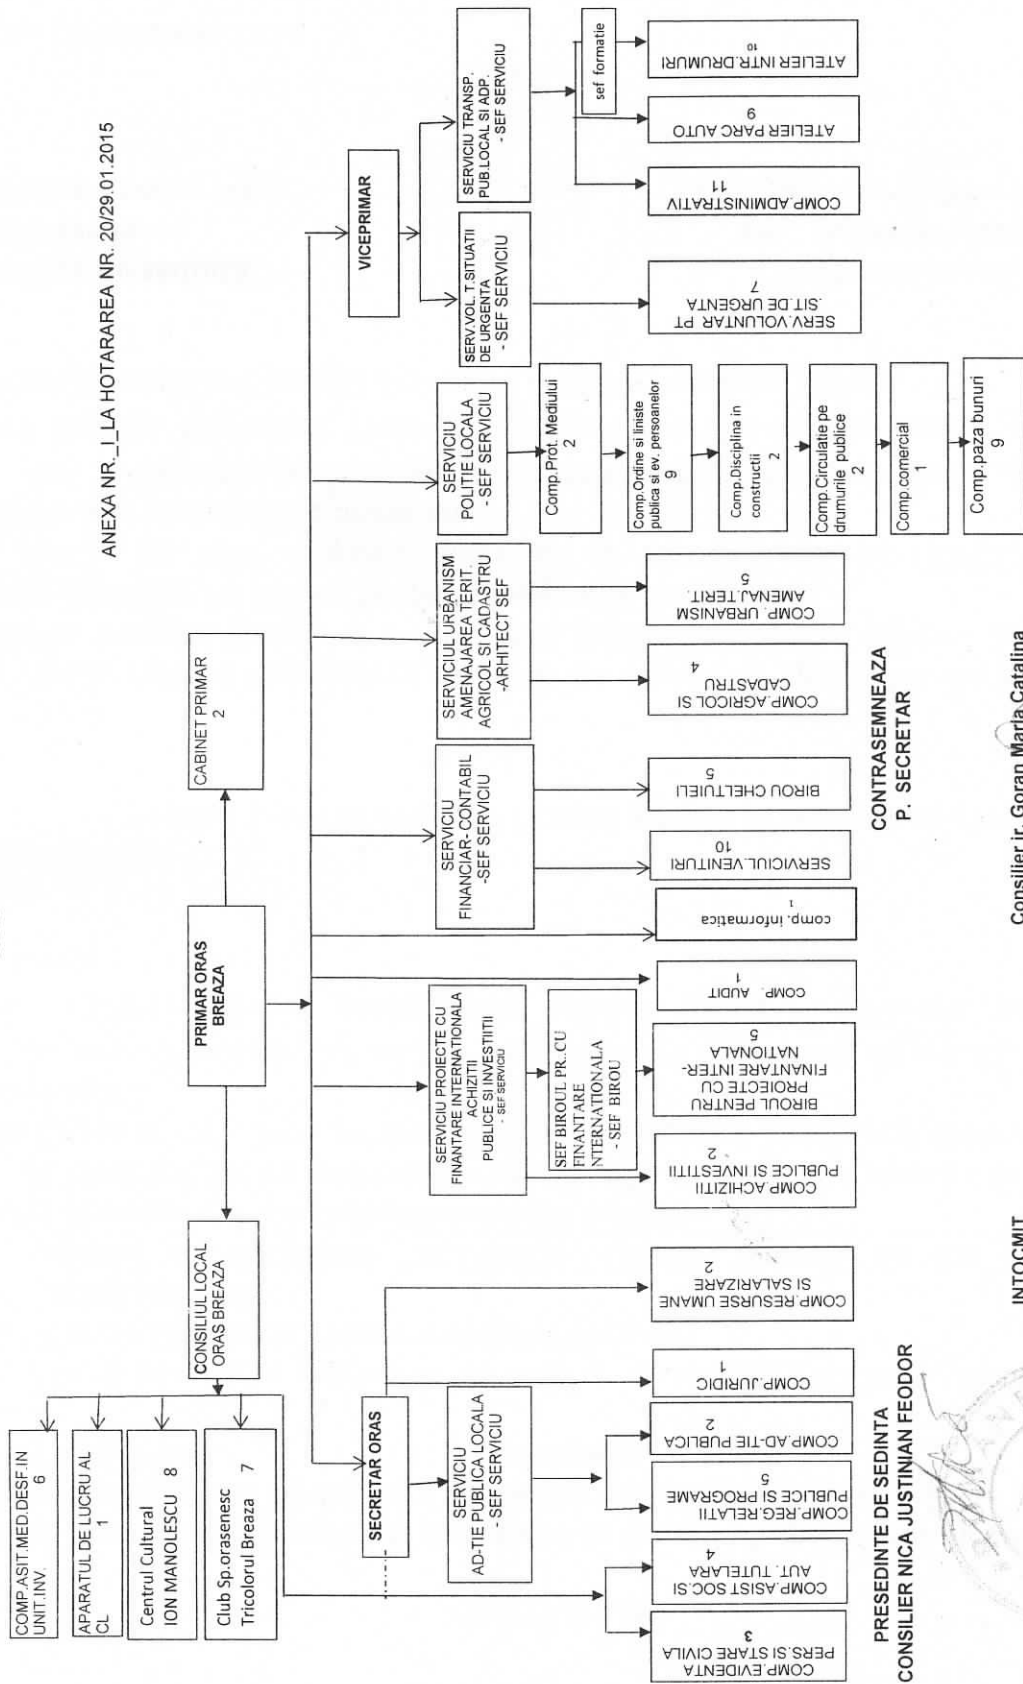 ANEXA NR._I_LA HOTARAREA NR. 20/29.01.2015
PRIMAR ORAS
BREAZA
CABINET PRIMAR
2
CONSILIUL LOCAL
ORAS BREAZA
COMP.ASIT.MED.DESF.IN
UNIT.INV. 6
APARATUL DE LUCRU AL
CL 1
Centrul Cultural
ION MANOLESCU 8
Club Sp.orasenesc
Tricolorul Breaza 7
SECRETAR ORAS
SERVICIU
AD-TIE PUBLICA LOCALA
- SEF SERVICIU
COMP.EVIDENTA
PERS.SI STARE CIVILA
3
COMP.ASIST SOC.SI
AUT. TUTELARA
4
COMP.REG.RELATII
PUBLICE SI PROGRAME
5
COMP.AD-TIE PUBLICA
2
COMP.JURIDIC
1
COMP.RESURSE UMANE
SI SALARIZARE
2
SERVICIU PROIECTE CU
FINANTARE INTERNATIONALA
ACHIZITII
PUBLICE SI INVESTITII
- SEF SERVICIU
SEF BIROUL PR..CU
FINANTARE
NTERNATIONALA
- SEF BIROU
COMP.ACHIZITII
PUBLICE SI INVESTITII
2
BIROUL PENTRU
PROIECTE CU
FINANTARE INTER-
NATIONALA
5
COMP. AUDIT
1
comp. informatica
1
SERVICIU
FINANCIAR- CONTABIL
-SEF SERVICIU
SERVICIUL.VENITURI
10
BIROU CHELTUIELI
5
SERVICIUL URBANISM
AMENAJAREA TERIT.
AGRICOL SI CADASTRU
-ARHITECT SEF
COMP.AGRICOL SI
CADASTRU
4
COMP. URBANISM
AMENAJ.TERIT.
5
SERVICIU
POLITIE LOCALA
- SEF SERVICIU
Comp.Prot. Mediului
2
Comp.Ordine si liniste
publica si ev. persoanelor
9
Comp.Disciplina in
constructii 2
Comp.Circulatie pe
drumurile publice
2
Comp.comercial
1
Comp.paza bunuri
9
VICEPRIMAR
SERV.VOL. T.SITUATII
DE URGENTA
- SEF SERVICIU
SERV.VOLUNTAR PT
.SIT.DE URGENTA
7
SERVICIU TRANSP.
PUB.LOCAL SI ADP.
- SEF SERVICIU
sef formatie
COMP.ADMINISTRATIV
11
ATELIER PARC AUTO
9
ATELIER INTR.DRUMURI
10
PRESEDINTE DE SEDINTA
CONSILIER NICA JUSTINIAN FEODOR
CONTRASEMNEAZA
P. SECRETAR
INTOCMIT
Consilier jr. Goran Maria Catalina